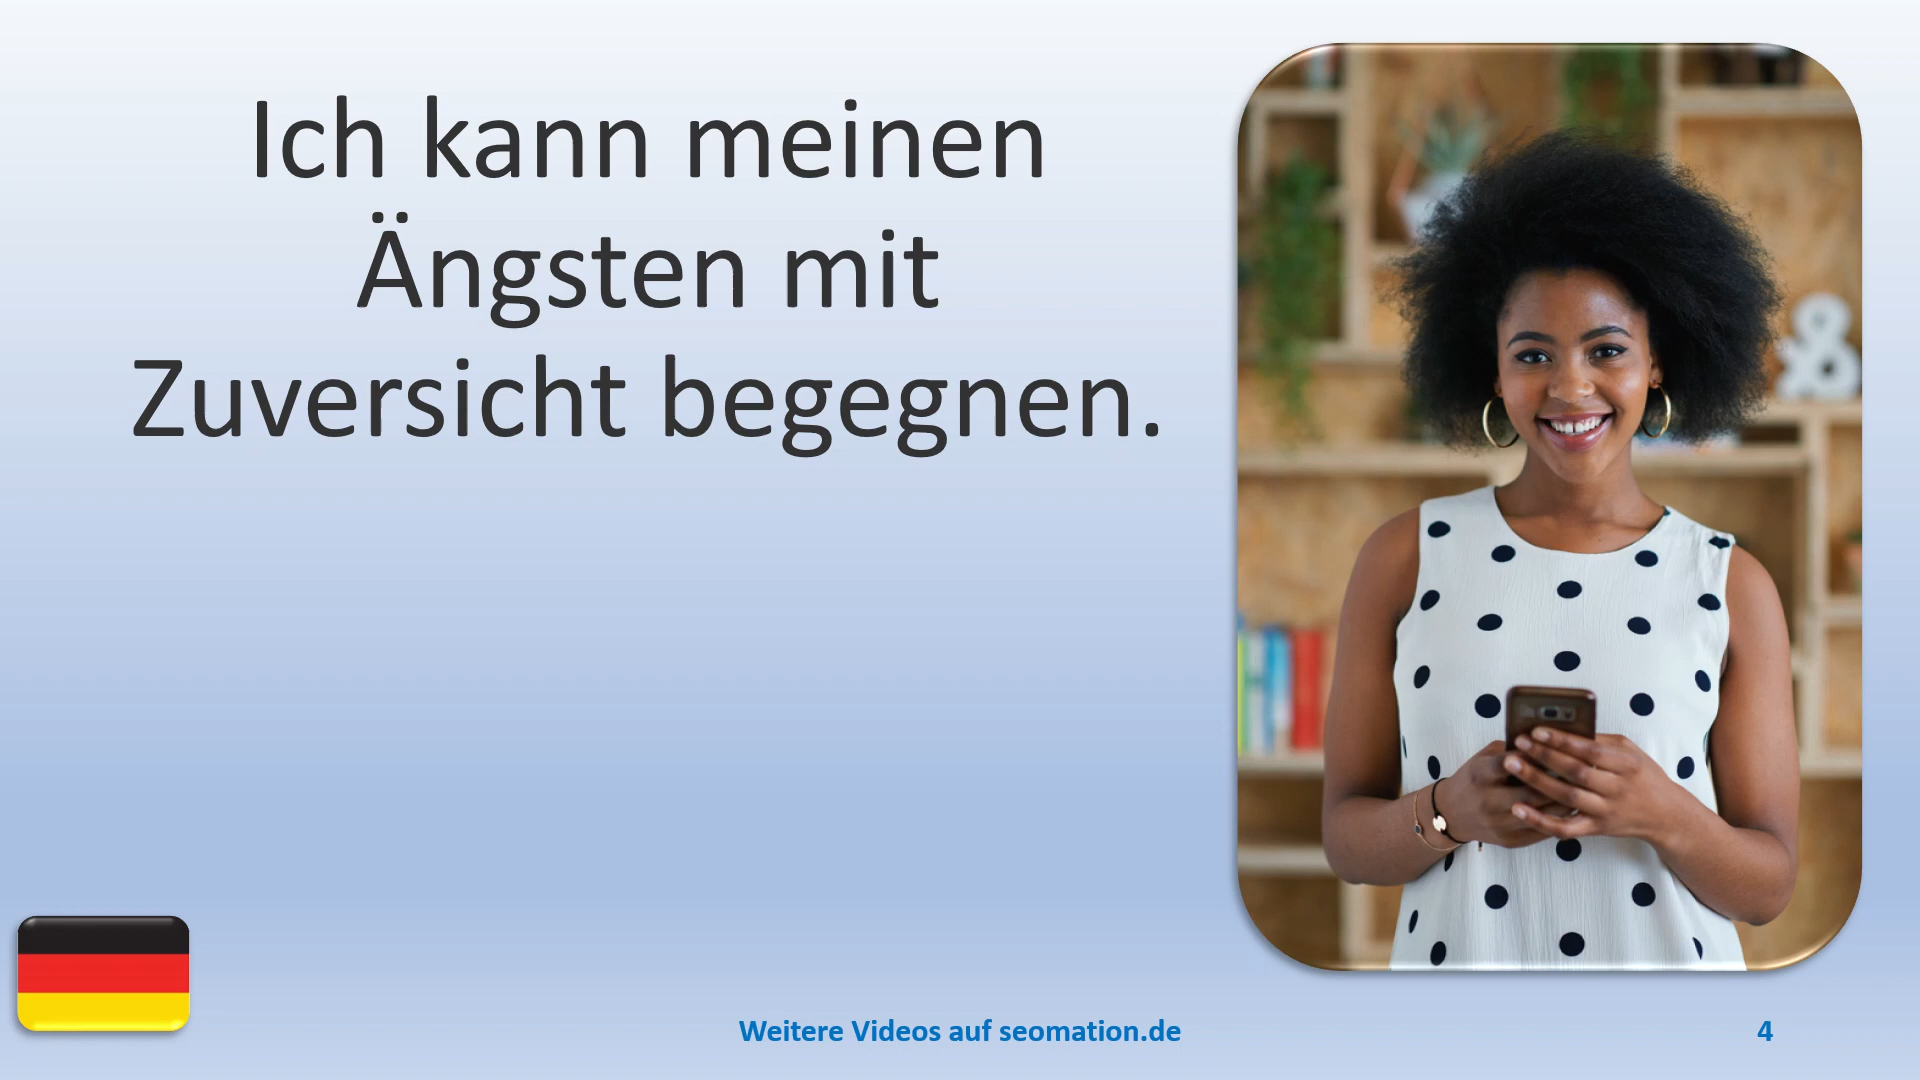 Ich kann meinen
Ängsten mit
Zuversicht begegnen.
&
Weitere Videos auf seomation.de
4